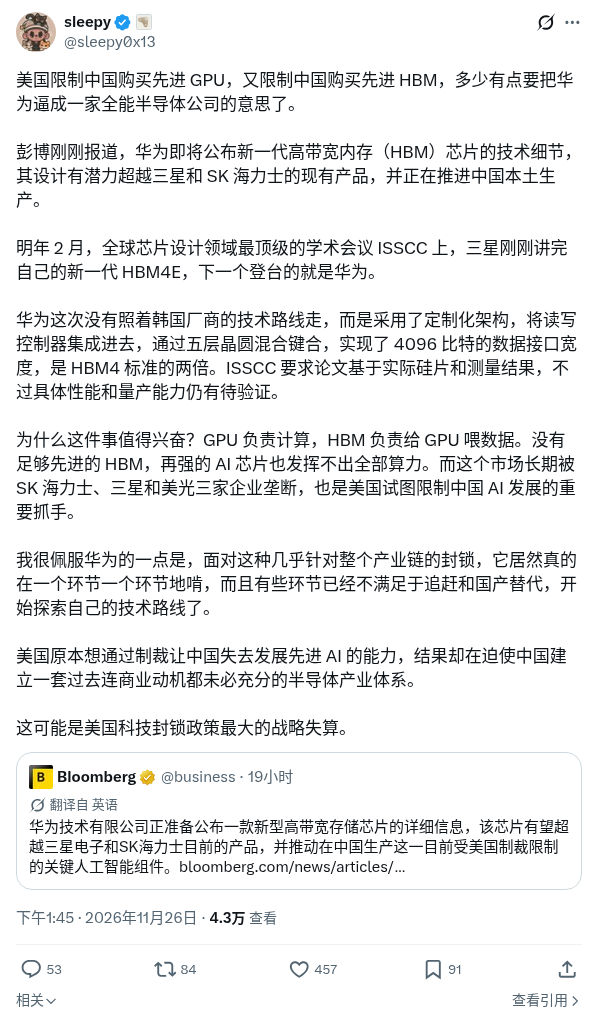 sleepy
@sleepy0x13
美国限制中国购买先进 GPU，又限制中国购买先进 HBM，多少有点要把华
为逼成一家全能半导体公司的意思了。
彭博刚刚报道，华为即将公布新一代高带宽内存（HBM）芯片的技术细节，
其设计有潜力超越三星和 SK 海力士的现有产品，并正在推进中国本土生
产。
明年 2 月，全球芯片设计领域最顶级的学术会议 ISSCC 上，三星刚刚讲完
自己的新一代 HBM4E，下一个登台的就是华为。
华为这次没有照着韩国厂商的技术路线走，而是采用了定制化架构，将读写
控制器集成进去，通过五层晶圆混合键合，实现了 4096 比特的数据接口宽
度，是 HBM4 标准的两倍。ISSCC 要求论文基于实际硅片和测量结果，不
过具体性能和量产能力仍有待验证。
为什么这件事值得兴奋？GPU 负责计算，HBM 负责给 GPU 喂数据。没有
足够先进的 HBM，再强的 AI 芯片也发挥不出全部算力。而这个市场长期被
SK 海力士、三星和美光三家企业垄断，也是美国试图限制中国 AI 发展的重
要抓手。
我很佩服华为的一点是，面对这种几乎针对整个产业链的封锁，它居然真的
在一个环节一个环节地啃，而且有些环节已经不满足于追赶和国产替代，开
始探索自己的技术路线了。
美国原本想通过制裁让中国失去发展先进 AI 的能力，结果却在迫使中国建
立一套过去连商业动机都未必充分的半导体产业体系。
这可能是美国科技封锁政策最大的战略失算。
B Bloomberg @business · 19小时
翻译自 英语
华为技术有限公司正准备公布一款新型高带宽存储芯片的详细信息，该芯片有望超
越三星电子和SK海力士目前的产品，并推动在中国生产这一目前受美国制裁限制
的关键人工智能组件。bloomberg.com/news/articles/…
下午1:45 · 2026年11月26日 · 4.3万 查看
53 84 457 91
相关 查看引用